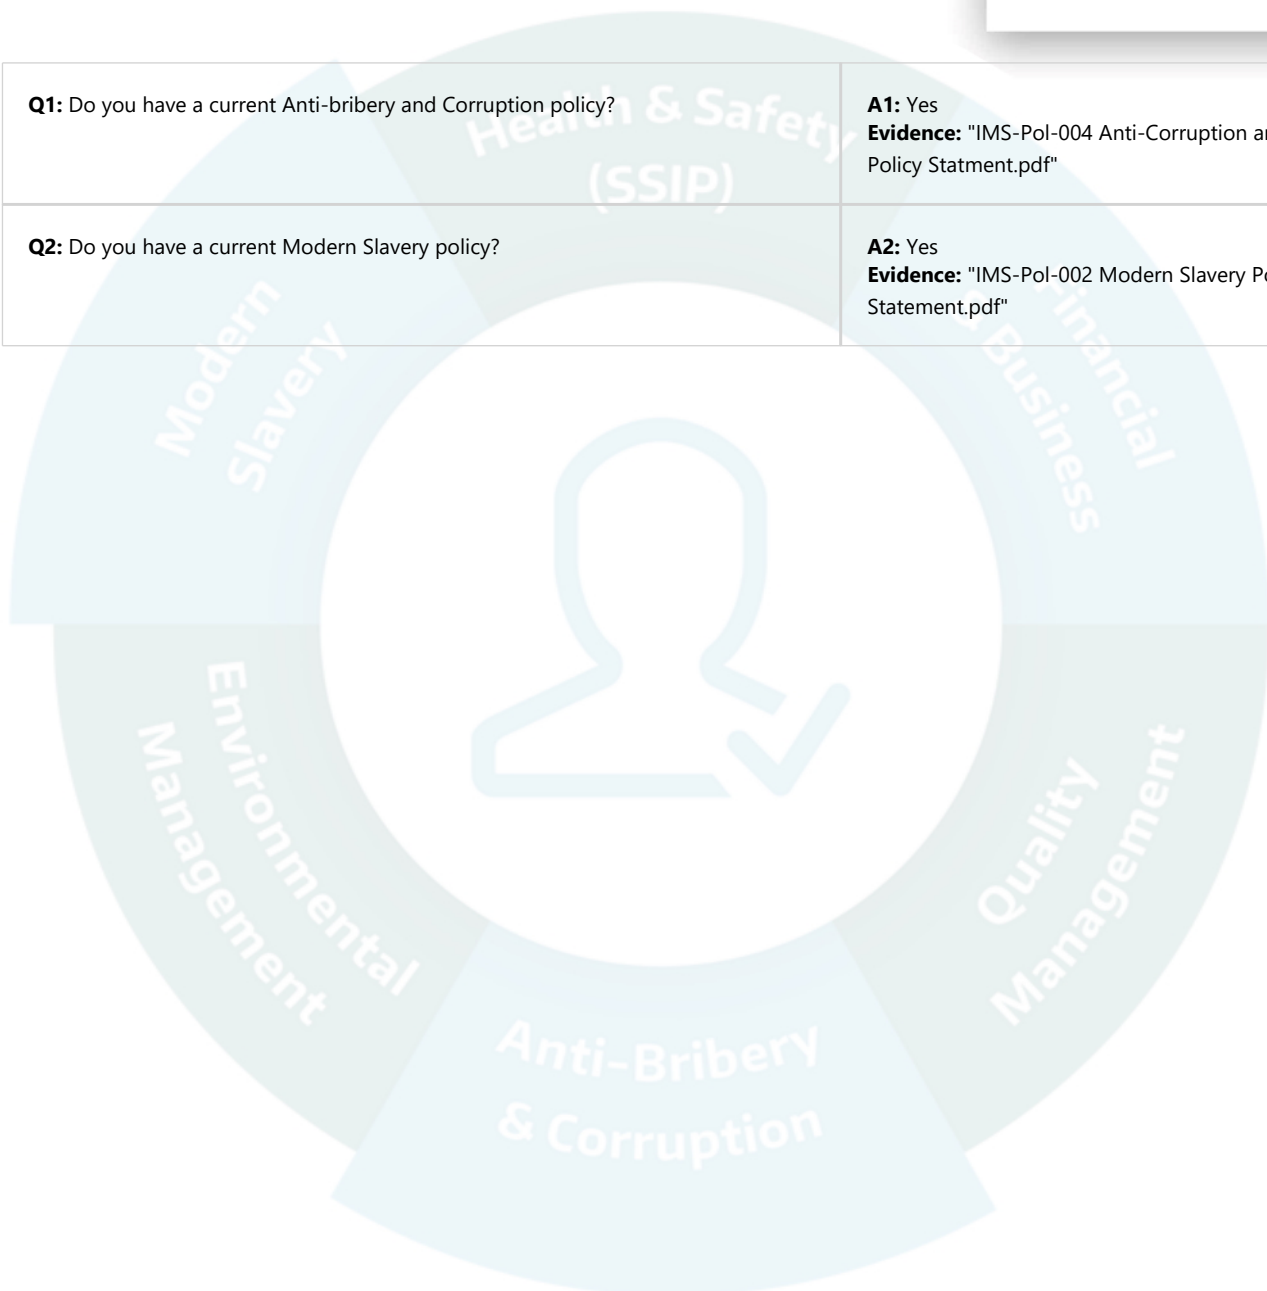 Q1: Do you have a current Anti-bribery and Corruption policy?
A1: Yes
Evidence: "IMS-Pol-004 Anti-Corruption
Policy Statment.pdf"
Q2: Do you have a current Modern Slavery policy?
A2: Yes
Evidence: "IMS-Pol-002 Modern Slavery
Statement.pdf"
Health & Safety
(SSIP)
Modern
Slavery
Financial
& Business
Environmental
Management
Quality
Management
Anti-Bribery
& Corruption